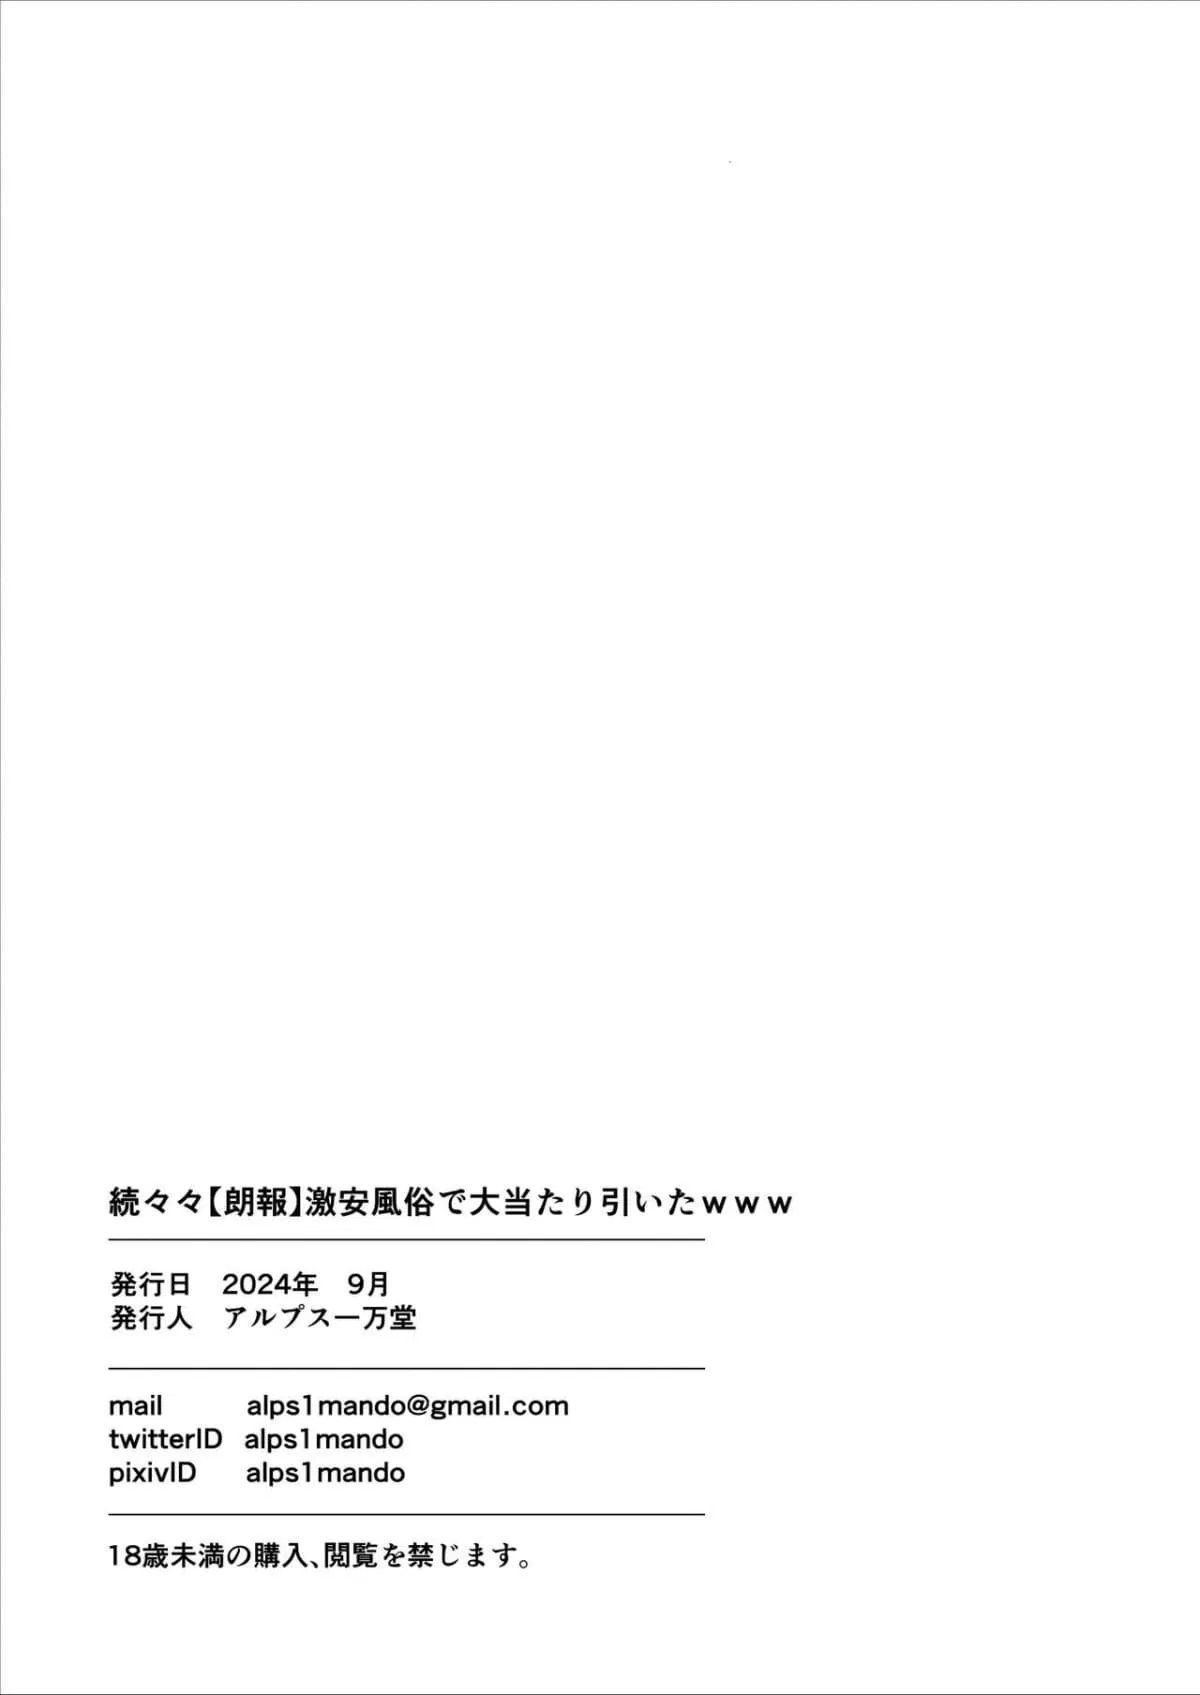 続々々【朗報】激安風俗で大当たり引いたｗｗｗ
発行日　2024年　9月
発行人　アルプス一万堂
mail alps1mando@gmail.com
twitterID alps1mando
pixivID alps1mando
18歳未満の購入、閲覧を禁じます。